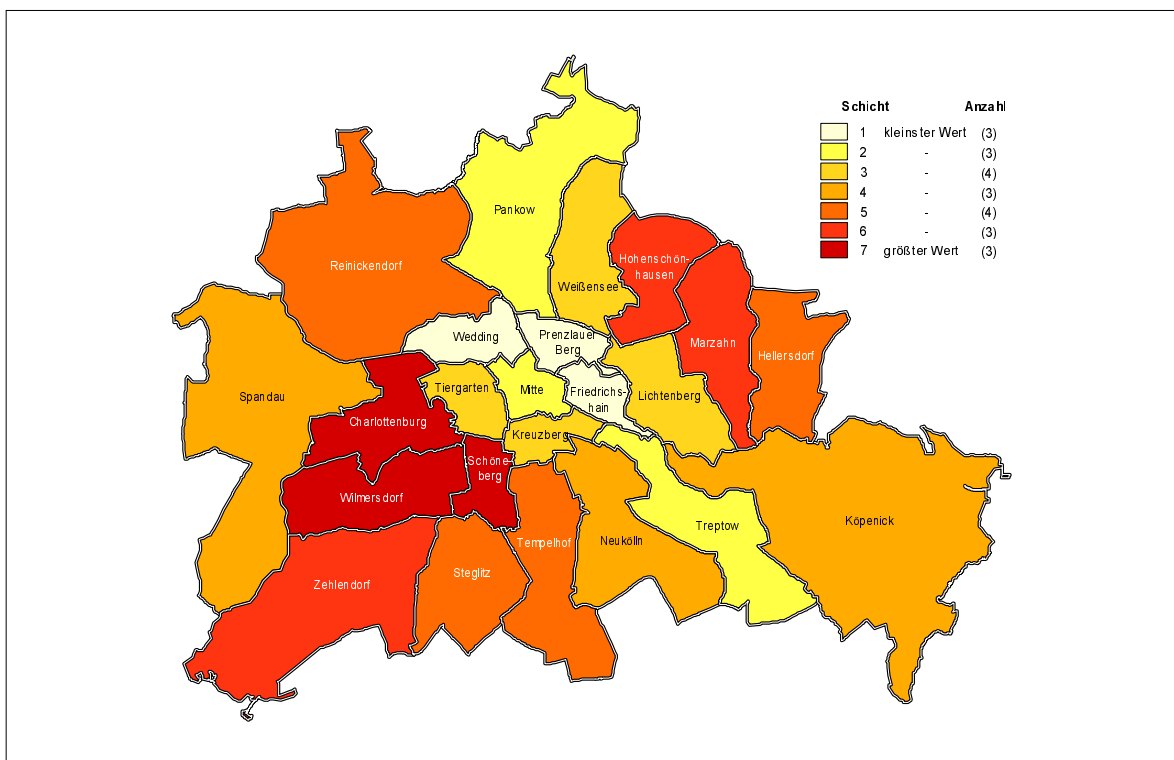 Schicht Anzahl
1 kleinster Wert (3)
2 - (3)
3 - (4)
4 - (3)
5 - (4)
6 - (3)
7 größter Wert (3)
Pankow
Reinickendorf
Hohenschön-
hausen
Weißensee
Wedding
Prenzlauer
Berg
Marzahn
Hellersdorf
Tiergarten
Mitte
Friedrichs-
hain
Lichtenberg
Spandau
Charlottenburg
Kreuzberg
Schöne-
berg
Wilmersdorf
Köpenick
Treptow
Tempelhof
Neukölln
Steglitz
Zehlendorf